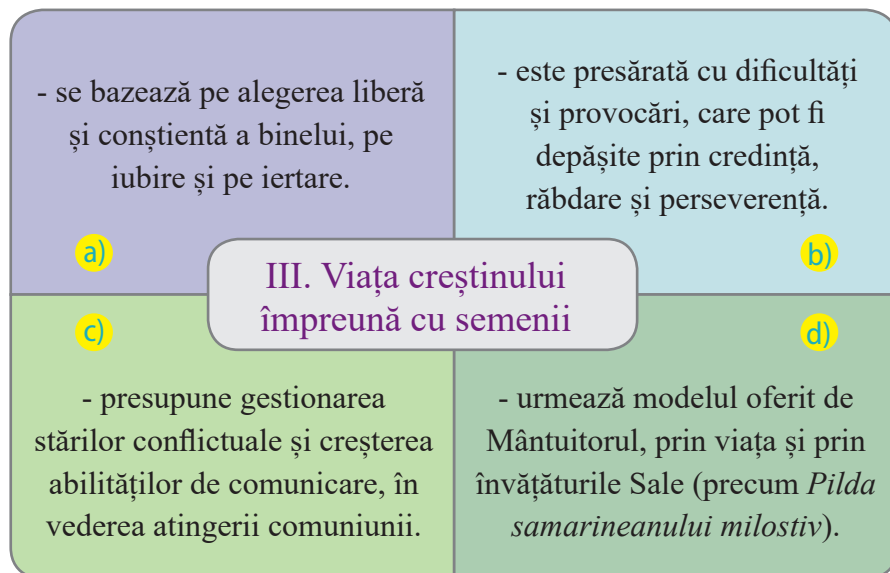 - se bazează pe alegerea liberă
și conștientă a binelui, pe
iubire și pe iertare.
a)
- este presărată cu dificultăți
și provocări, care pot fi
depășite prin credință,
răbdare și perseverență.
b)
III. Viața creștinului
împreună cu semenii
c)
- presupune gestionarea
stărilor conflictuale și creșterea
abilităților de comunicare, în
vederea atingerii comuniunii.
d)
- urmează modelul oferit de
Mântuitorul, prin viața și prin
învățăturile Sale (precum Pilda
samarineanului milostiv).